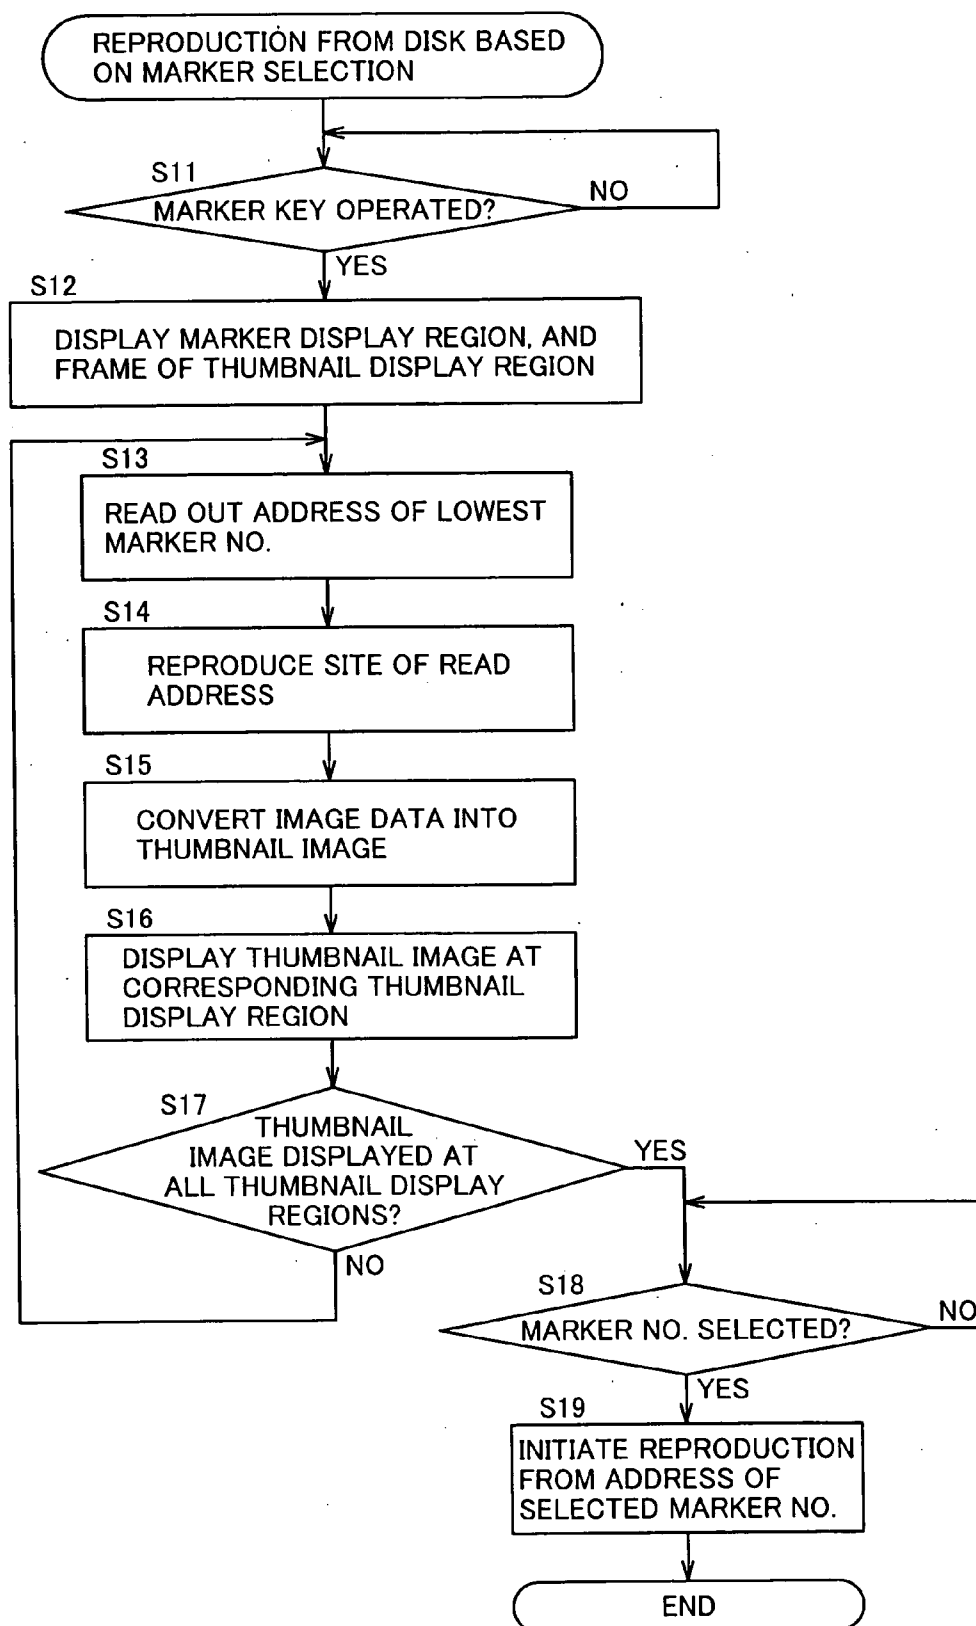 REPRODUCTION FROM DISK BASED
ON MARKER SELECTION
S11
MARKER KEY OPERATED?
NO
YES
S12
DISPLAY MARKER DISPLAY REGION, AND
FRAME OF THUMBNAIL DISPLAY REGION
S13
READ OUT ADDRESS OF LOWEST
MARKER NO.
S14
REPRODUCE SITE OF READ
ADDRESS
S15
CONVERT IMAGE DATA INTO
THUMBNAIL IMAGE
S16
DISPLAY THUMBNAIL IMAGE AT
CORRESPONDING THUMBNAIL
DISPLAY REGION
S17
THUMBNAIL
IMAGE DISPLAYED AT
ALL THUMBNAIL DISPLAY
REGIONS?
YES
NO
S18
MARKER NO. SELECTED?
NO
YES
S19
INITIATE REPRODUCTION
FROM ADDRESS OF
SELECTED MARKER NO.
END